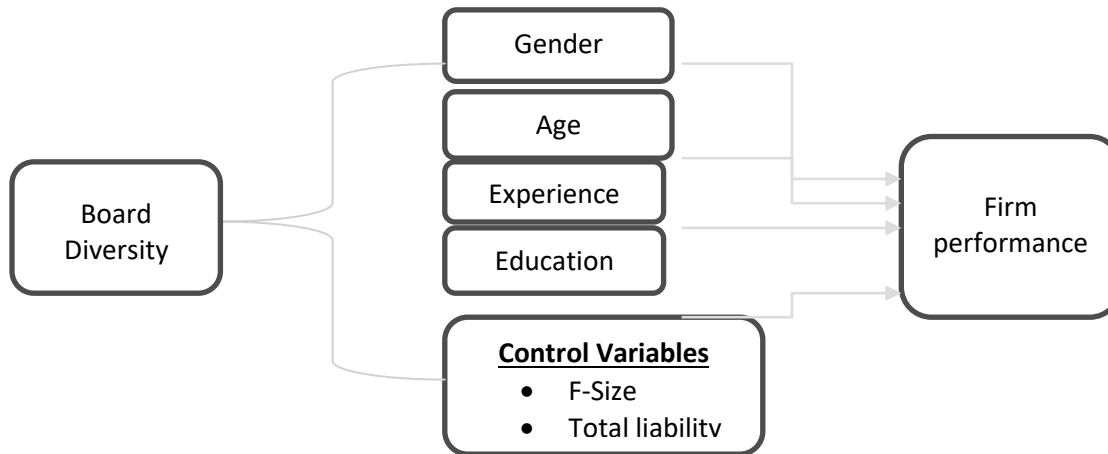 Gender
Age
Experience
Education
Board
Diversity
Firm
performance
Control Variables
• F-Size
• Total liability